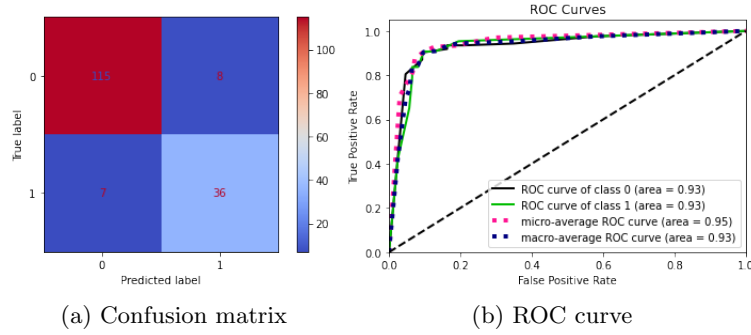 0
1
True label
115
8
7
36
0
1
Predicted label
100
80
60
40
20
(a) Confusion matrix
ROC Curves
1.0
0.8
0.6
0.4
0.2
0.0
True Positive Rate
ROC curve of class 0 (area = 0.93)
ROC curve of class 1 (area = 0.93)
micro-average ROC curve (area = 0.95)
macro-average ROC curve (area = 0.93)
0.0
0.2
0.4
0.6
0.8
1.0
False Positive Rate
(b) ROC curve